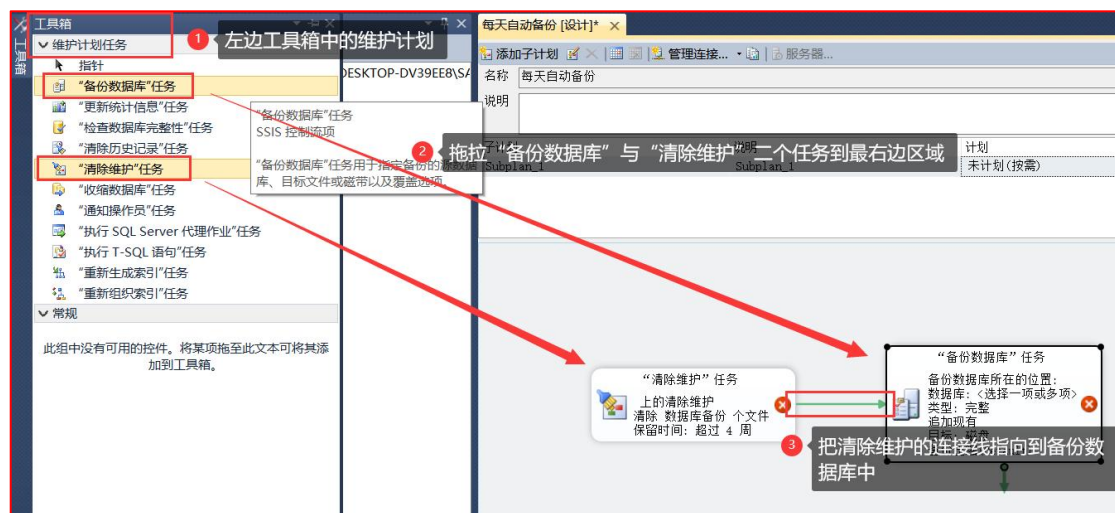 工具箱
维护计划任务
1 左边工具箱中的维护计划
指针
"备份数据库"任务
"更新统计信息"任务
"检查数据库完整性"任务
"清除历史记录"任务
"清除维护"任务
"收缩数据库"任务
"通知操作员"任务
"执行 SQL Server 代理作业"任务
"执行 T-SQL 语句"任务
"重新生成索引"任务
"重新组织索引"任务
常规
此组中没有可用的控件。将某项拖至此文本可将其添
加到工具箱。
工具箱
DESKTOP-DV39EE8\SA
"备份数据库"任务
SSIS 控制流项
"备份数据库"任务用于指定备份的源数据
库、目标文件或磁带以及覆盖选项。
每天自动备份 [设计]*
添加子计划 管理连接... 服务器...
名称 每天自动备份
说明
2 拖拉“备份数据库”与“清除维护”二个任务到最右边区域
计划
Subplan_1 Subplan_1 未计划(按需)
“清除维护”任务
上的清除维护
清除 数据库备份 个文件
保留时间: 超过 4 周
“备份数据库”任务
备份数据库所在的位置:
数据库: <选择一项或多项>
类型: 完整
追加现有
3 把清除维护的连接线指向到备份数
据库中